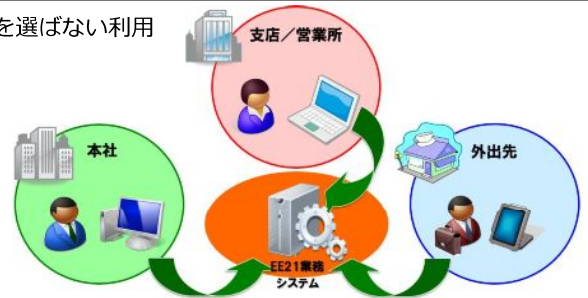 を選ばない利用
支店／営業所
本社
外出先
EE21業務
システム